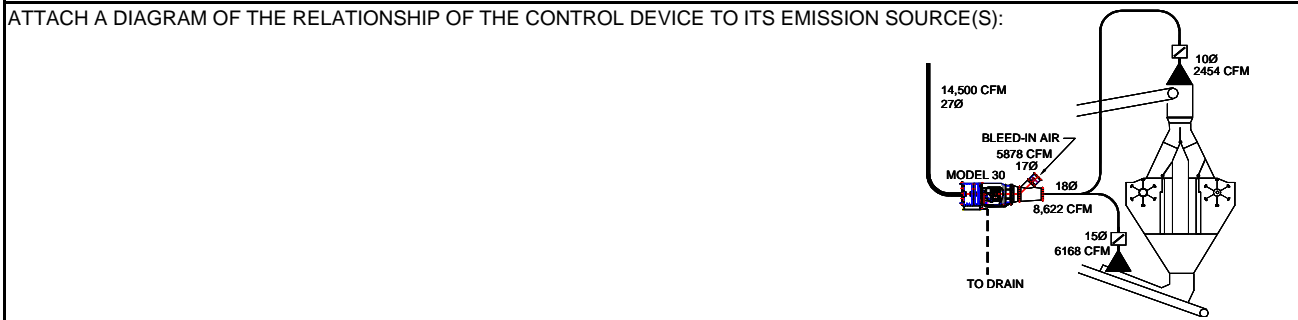 ATTACH A DIAGRAM OF THE RELATIONSHIP OF THE CONTROL DEVICE TO ITS EMISSION SOURCE(S):
10Ø
2454 CFM
14,500 CFM
27Ø
BLEED-IN AIR
5878 CFM
17Ø
MODEL 30
18Ø
8,622 CFM
15Ø
6168 CFM
TO DRAIN